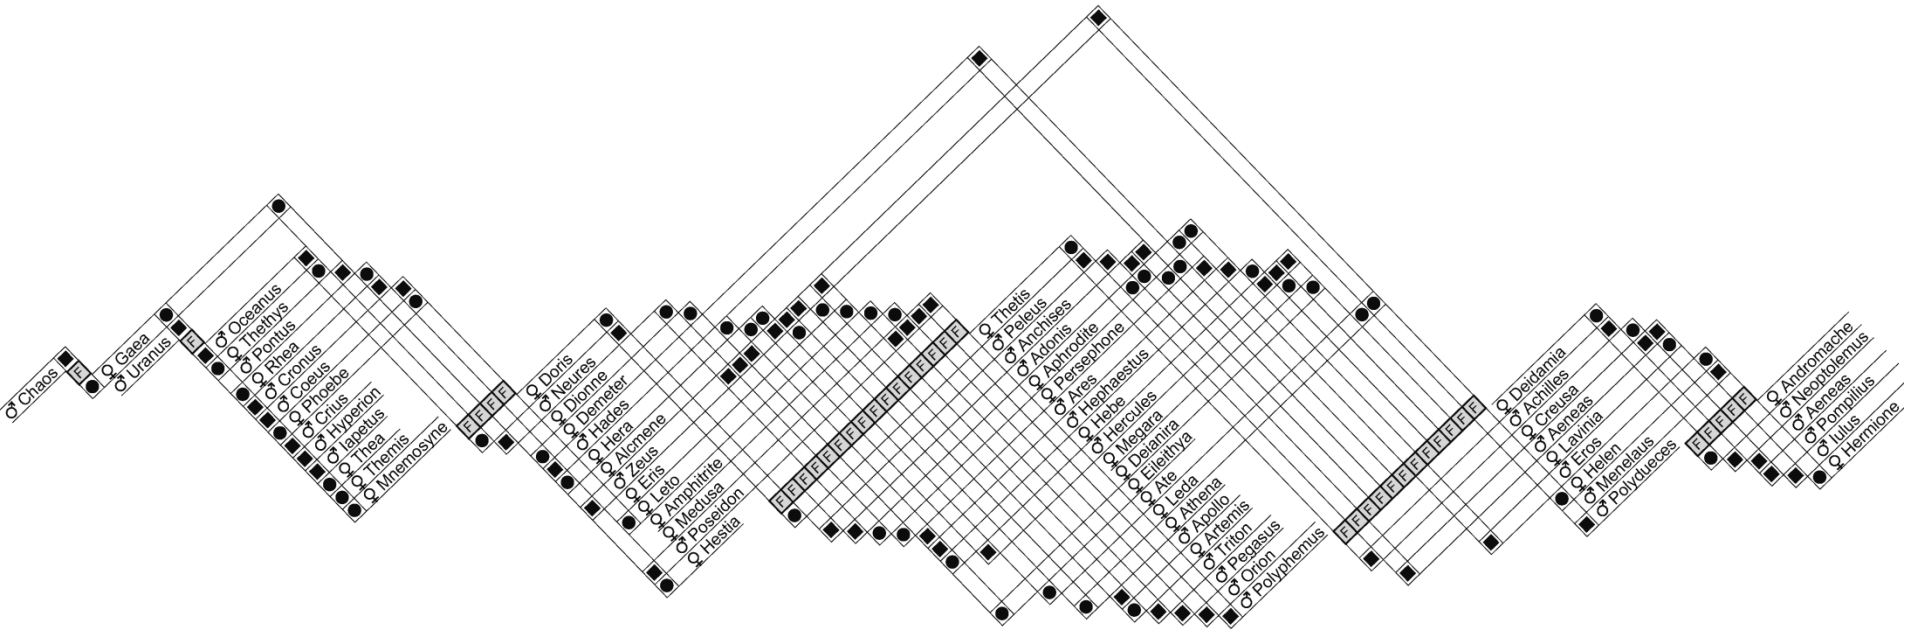 ♂ Chaos
F
♀ Gaea
♂ Uranus
F
♂ Oceanus
♀ Thethys
♂ Pontus
♀ Rhea
♂ Cronus
♂ Coeus
♀ Phoebe
♂ Crius
♂ Hyperion
♂ Iapetus
♀ Thea
♀ Themis
♀ Mnemosyne
F F F F
♀ Doris
♂ Neures
♀ Dionne
♀ Demeter
♂ Hades
♀ Hera
♀ Alcmene
♂ Zeus
♀ Eris
♀ Leto
♀ Amphitrite
♀ Medusa
♂ Poseidon
♀ Hestia
F F F F F F F F F F F F F F F
♀ Thetis
♂ Peleus
♂ Anchises
♂ Adonis
♀ Aphrodite
♀ Persephone
♂ Ares
♂ Hephaestus
♀ Hebe
♂ Hercules
♀ Megara
♀ Deianira
♀ Eileithya
♀ Ate
♀ Leda
♀ Athena
♂ Apollo
♀ Artemis
♂ Triton
♂ Pegasus
♂ Orion
♂ Polyphemus
F F F F F F F F F F F
♀ Deidamia
♂ Achilles
♀ Creusa
♂ Aeneas
♀ Lavinia
♂ Eros
♀ Helen
♂ Menelaus
♂ Polydueces
F F F F F
♀ Andromache
♂ Neoptolemus
♂ Aeneas
♂ Pompilius
♂ Iulus
♀ Hermione